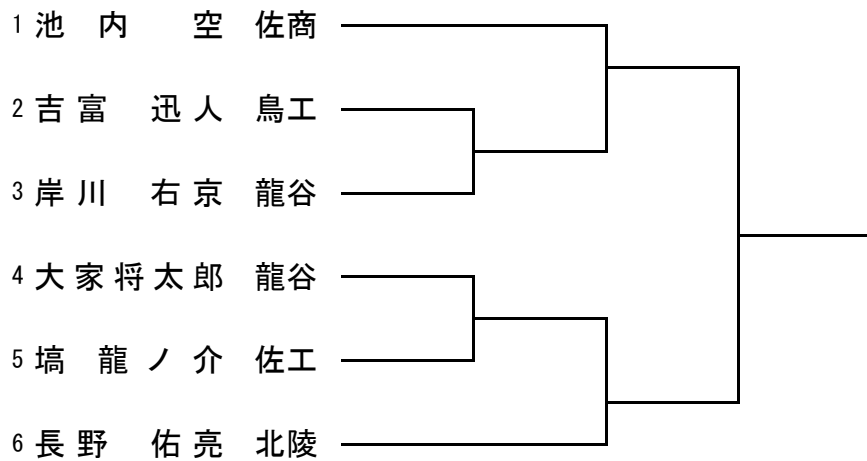 1 池内 空 佐商
2 吉富 迅人 鳥工
3 岸川 右京 龍谷
4 大家将太郎 龍谷
5 塙 龍ノ介 佐工
6 長野 佑亮 北陵